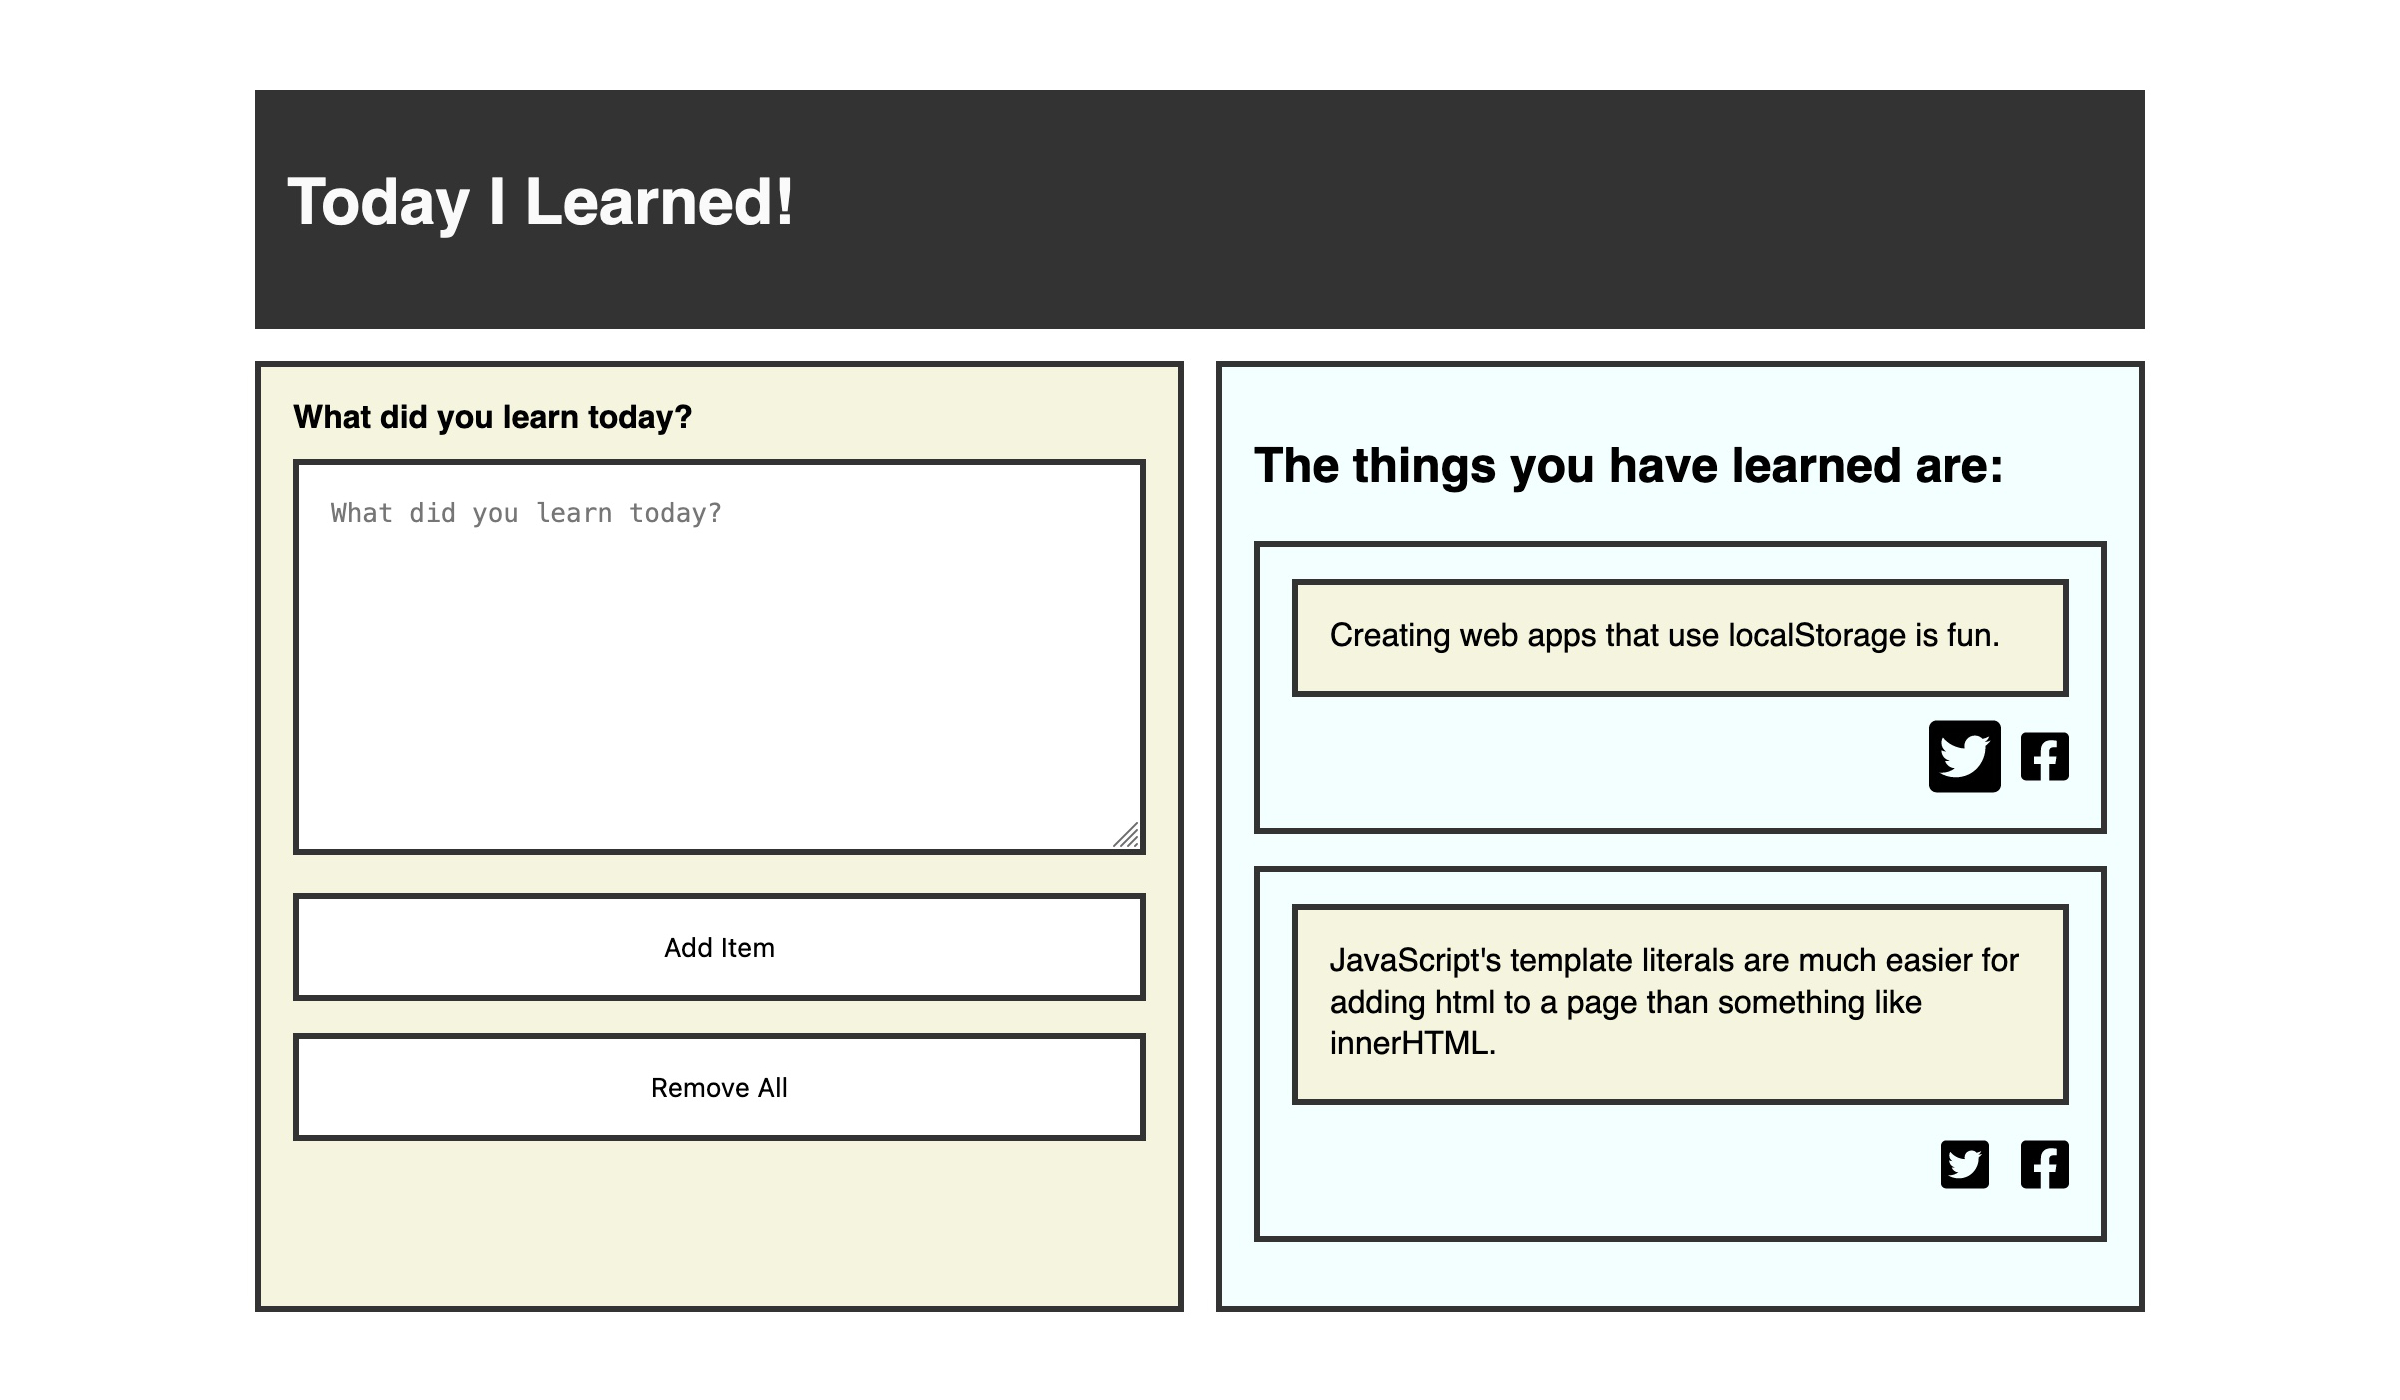 Today I Learned!
What did you learn today?
What did you learn today?
Add Item
Remove All
The things you have learned are:
Creating web apps that use localStorage is fun.
JavaScript's template literals are much easier for
adding html to a page than something like
innerHTML.